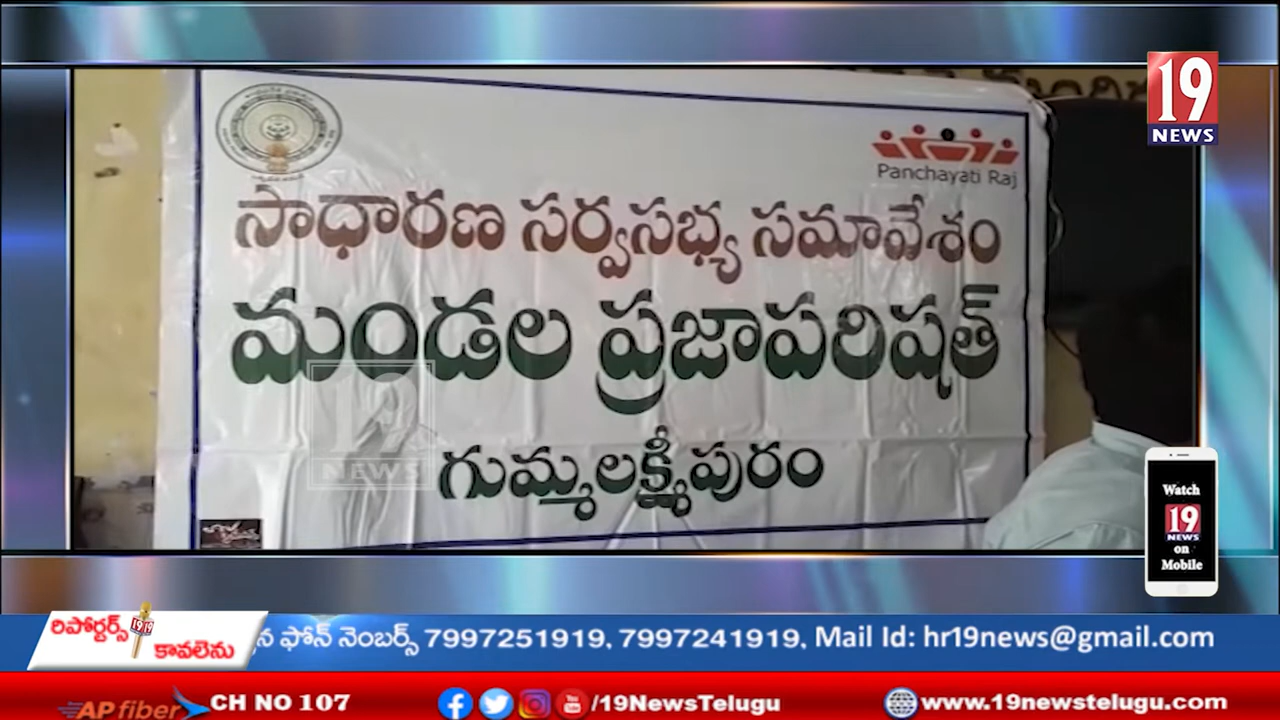 19
NEWS
Panchayati Raj
సాధారణ సర్వసభ్య సమావేశం
మండల ప్రజాపరిషత్
గుమ్మలక్ష్మీపురం
NEWS
Watch
19
NEWS
on
Mobile
రిపోర్టర్స్
కావలెను
ఫోన్ నెంబర్స్ 7997251919, 7997241919, Mail Id: hr19news@gmail.com
AP fiber CH NO 107 /19NewsTelugu www.19newstelugu.com